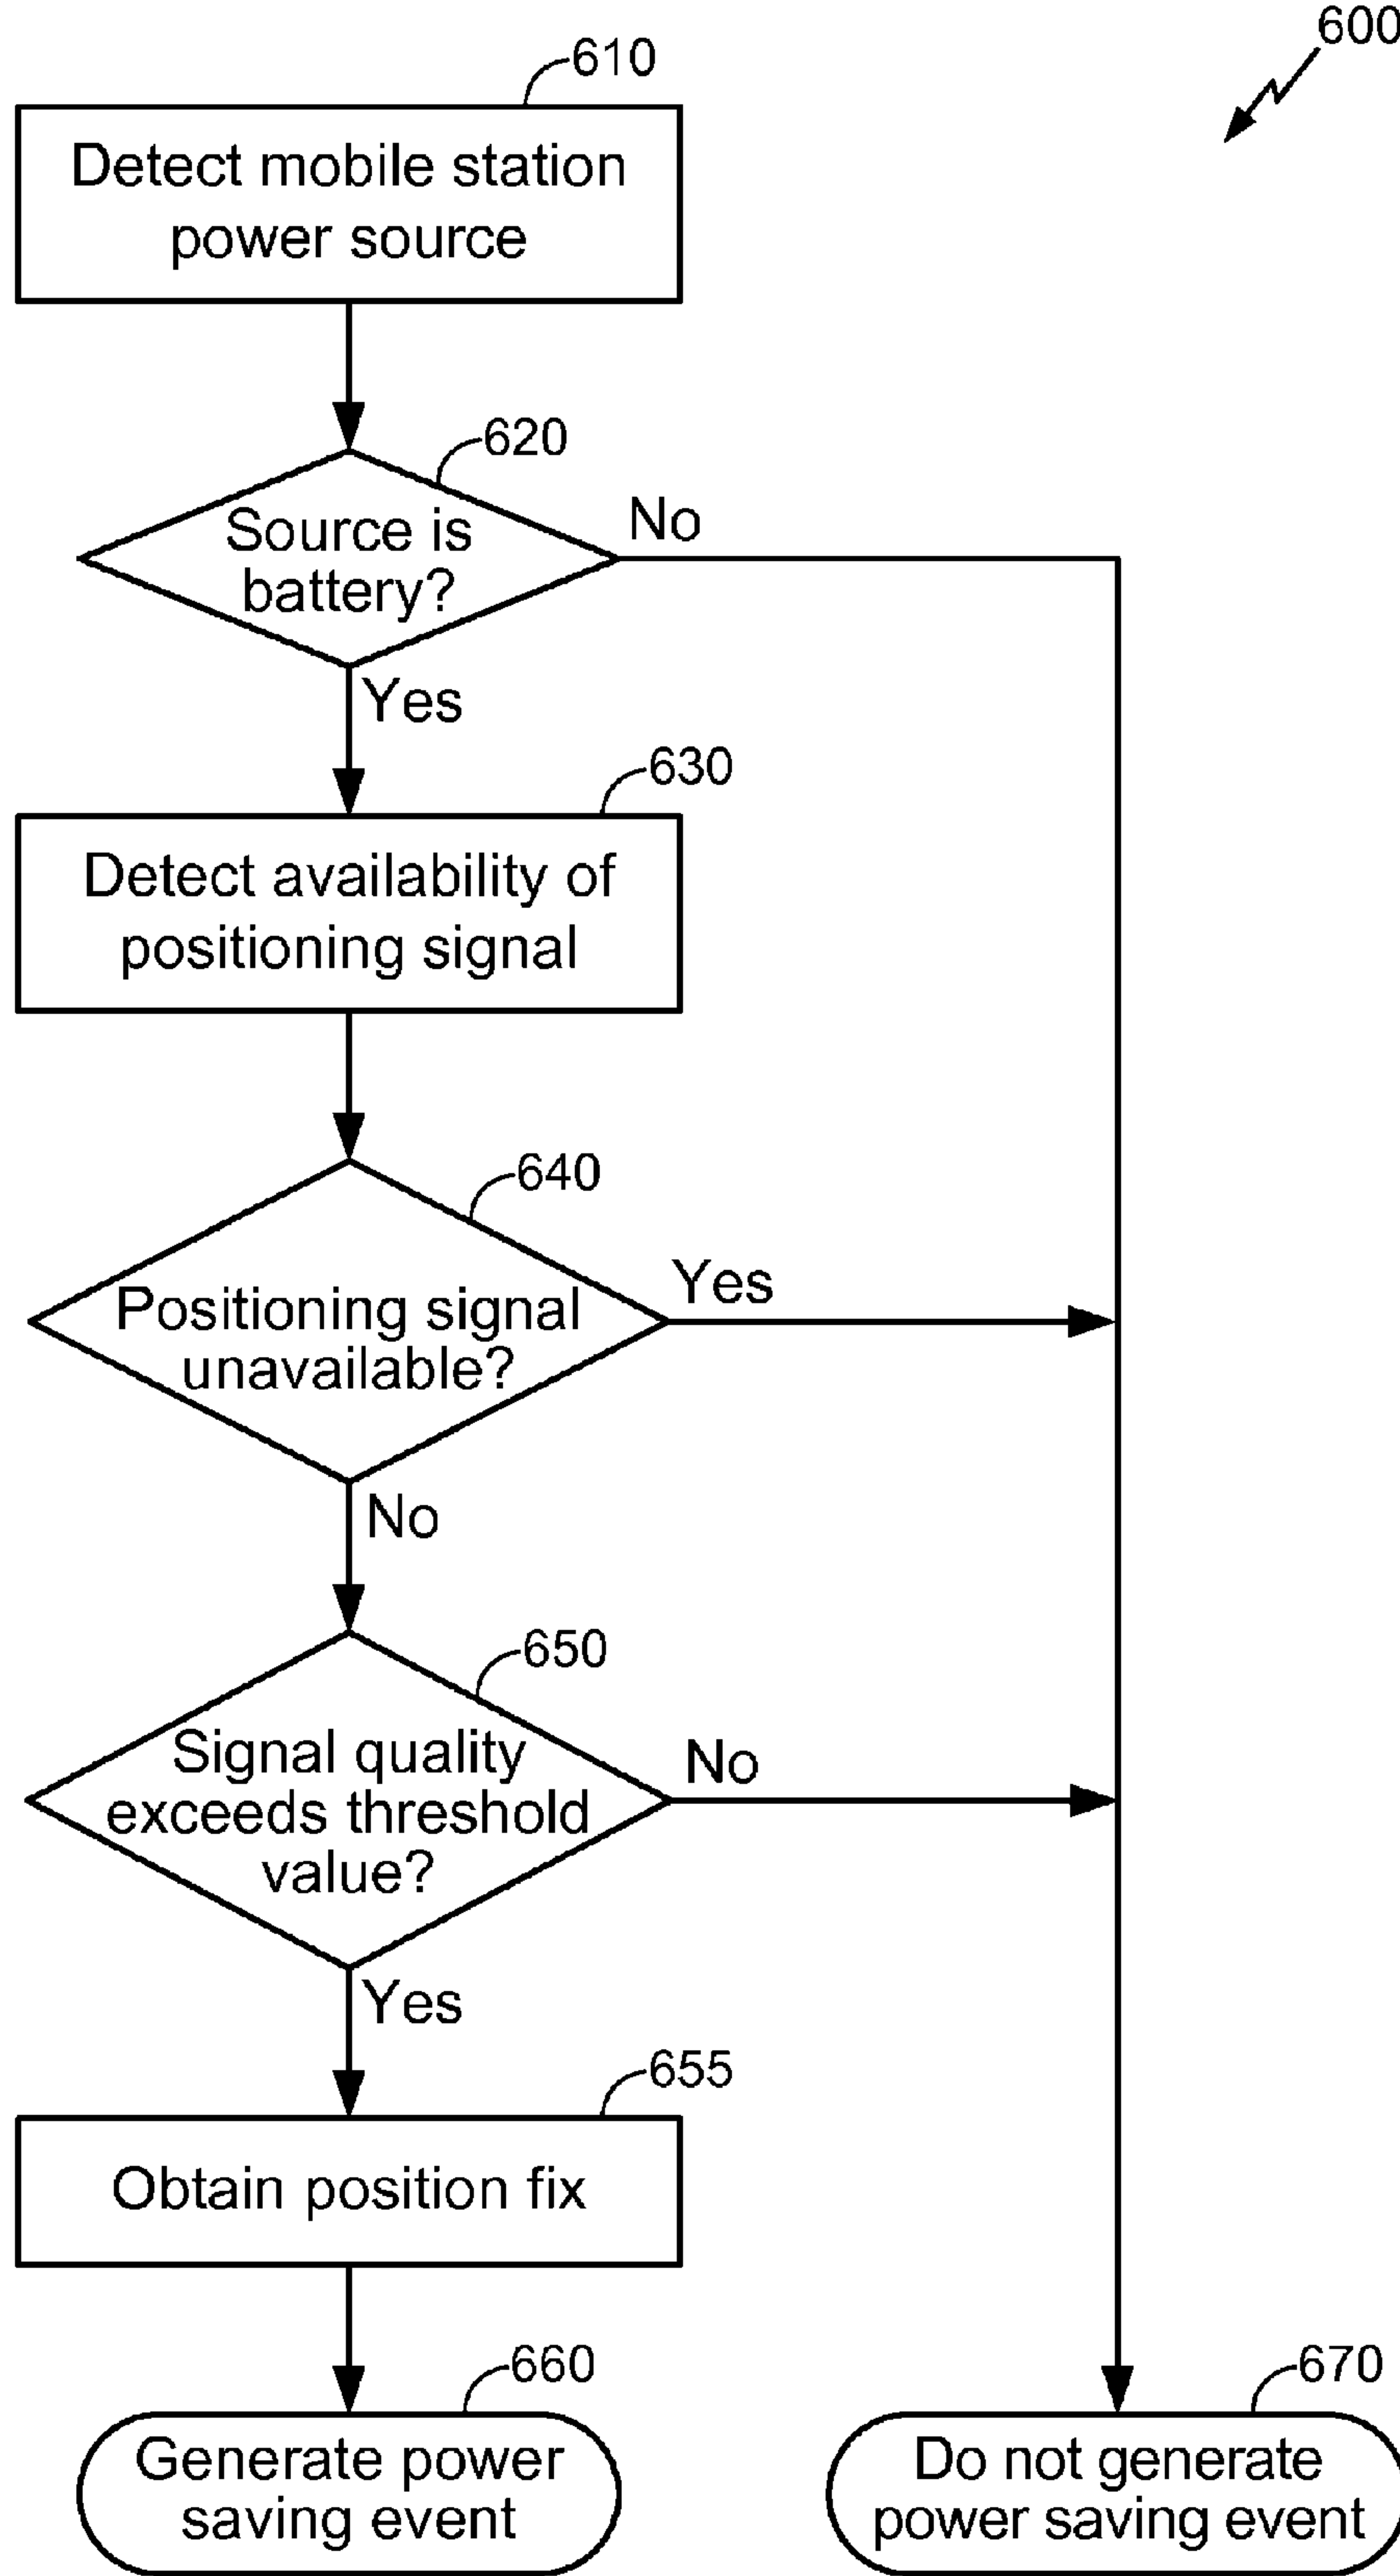 600
610
Detect mobile station
power source
620
Source is
battery?
No
Yes
630
Detect availability of
positioning signal
640
Positioning signal
unavailable?
Yes
No
650
Signal quality
exceeds threshold
value?
No
Yes
655
Obtain position fix
660
Generate power
saving event
670
Do not generate
power saving event